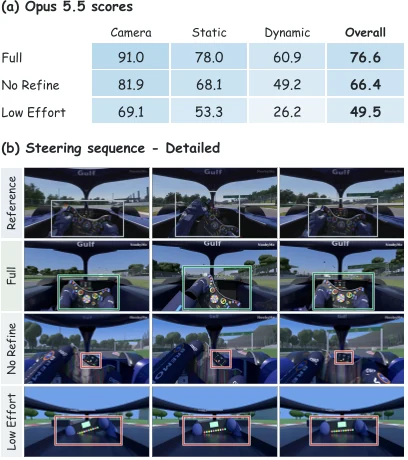 (a) Opus 5.5 scores
Camera Static Dynamic Overall
Full 91.0 78.0 60.9 76.6
No Refine 81.9 68.1 49.2 66.4
Low Effort 69.1 53.3 26.2 49.5
(b) Steering sequence - Detailed
Reference
Gulf Gulf Gulf
Full
Gulf Gulf Gulf
No Refine
Low Effort